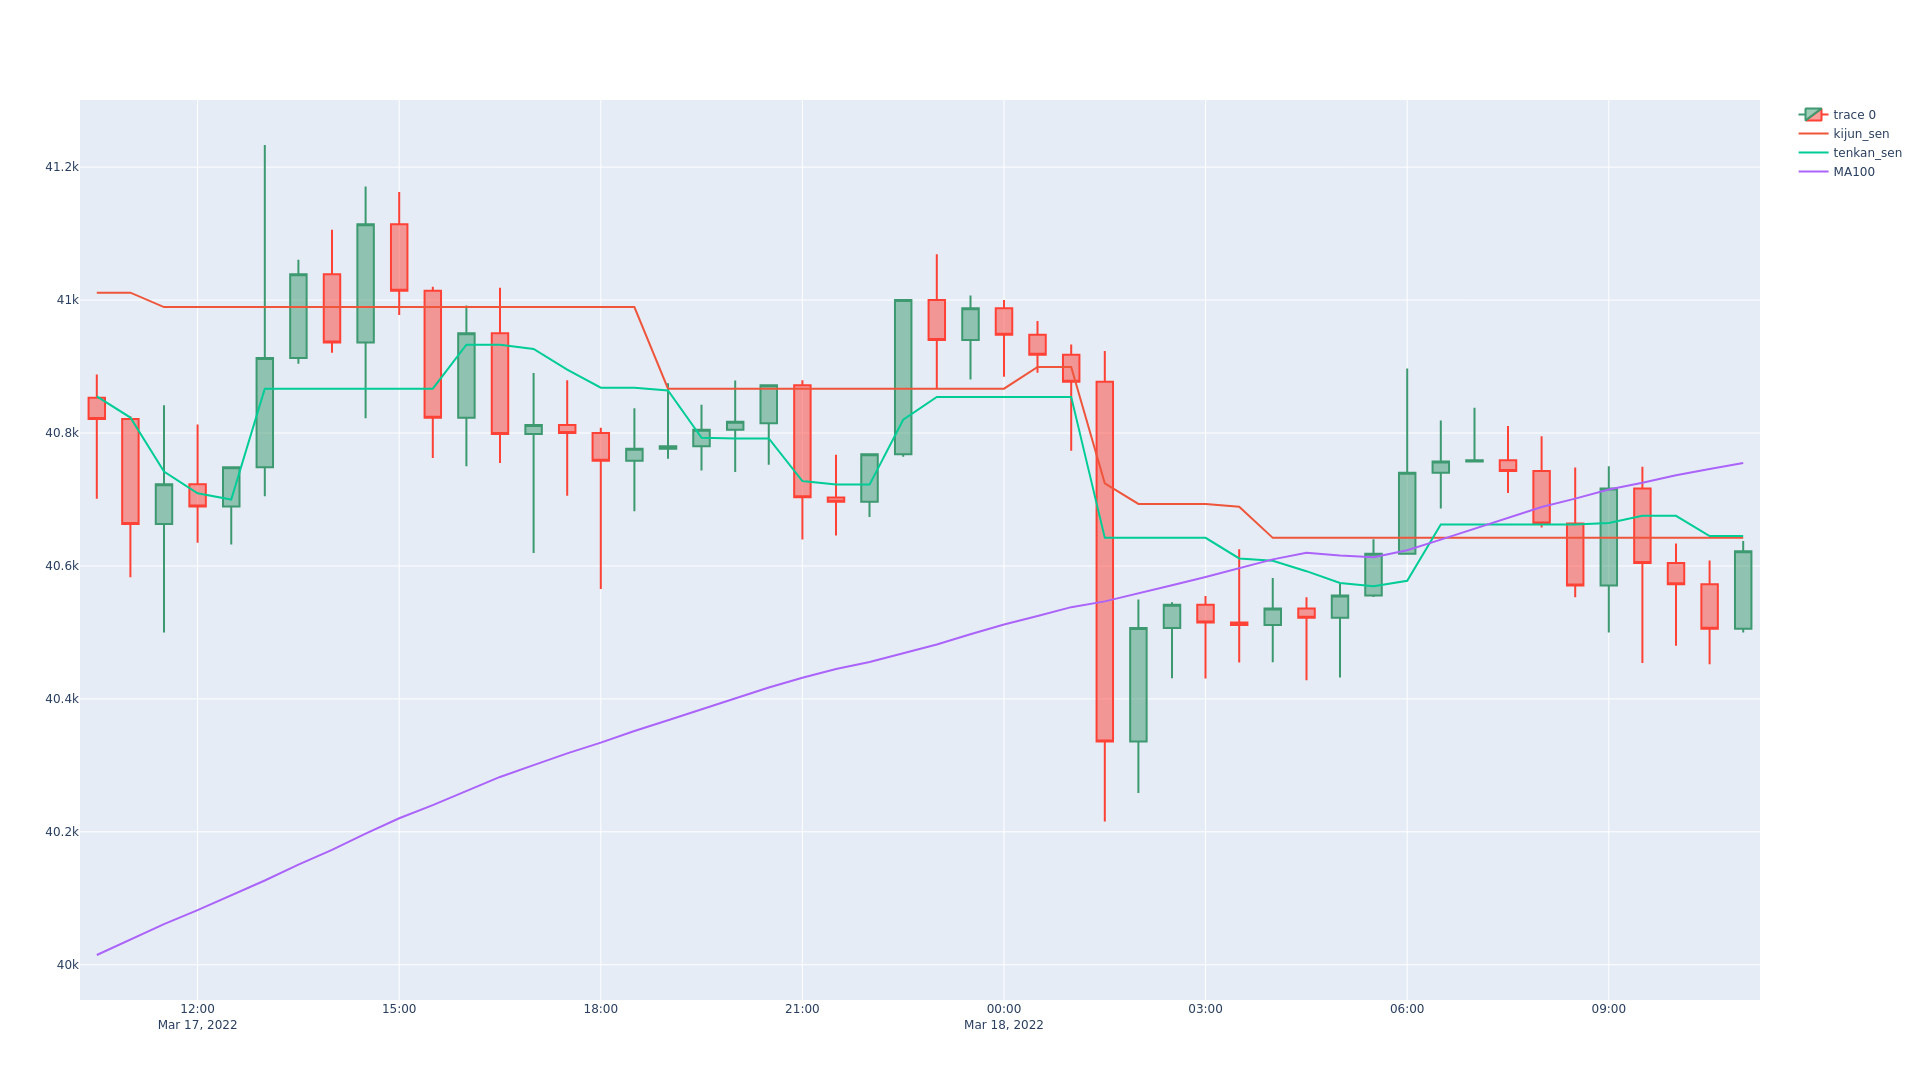 trace 0
kijun_sen
tenkan_sen
MA100
41.2k
41k
40.8k
40.6k
40.4k
40.2k
40k
12:00 15:00 18:00 21:00 00:00 03:00 06:00 09:00
Mar 17, 2022 Mar 18, 2022